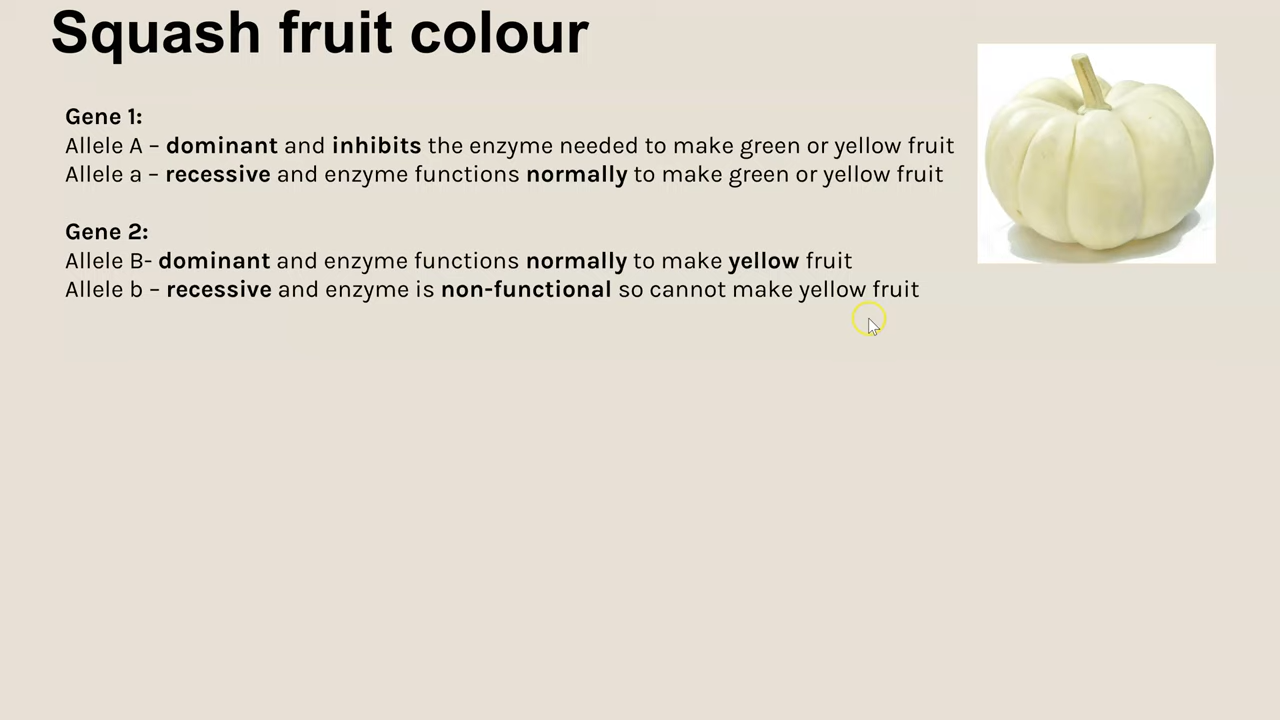 Squash fruit colour
Gene 1:
Allele A – dominant and inhibits the enzyme needed to make green or yellow fruit
Allele a – recessive and enzyme functions normally to make green or yellow fruit
Gene 2:
Allele B- dominant and enzyme functions normally to make yellow fruit
Allele b – recessive and enzyme is non-functional so cannot make yellow fruit